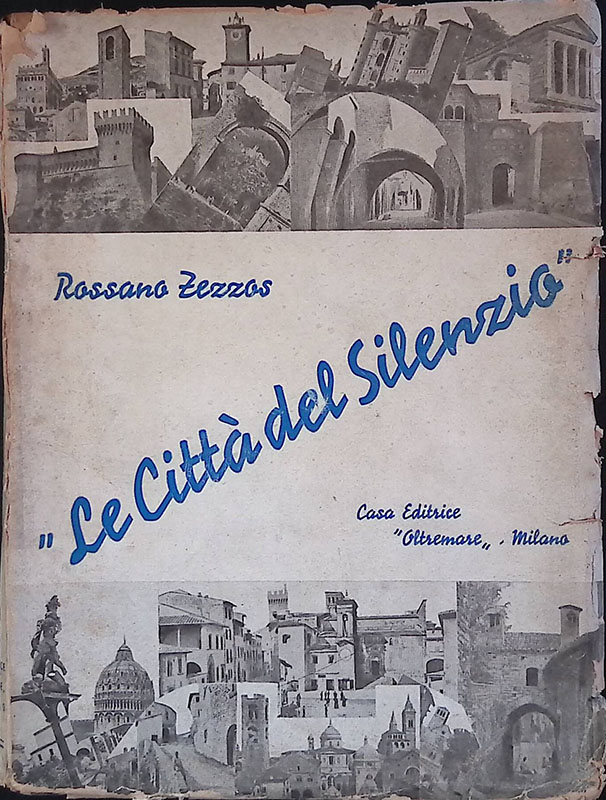 Rossano Zezzos
"Le Città del Silenzio"
Casa Editrice
"Oltremare„ . Milano